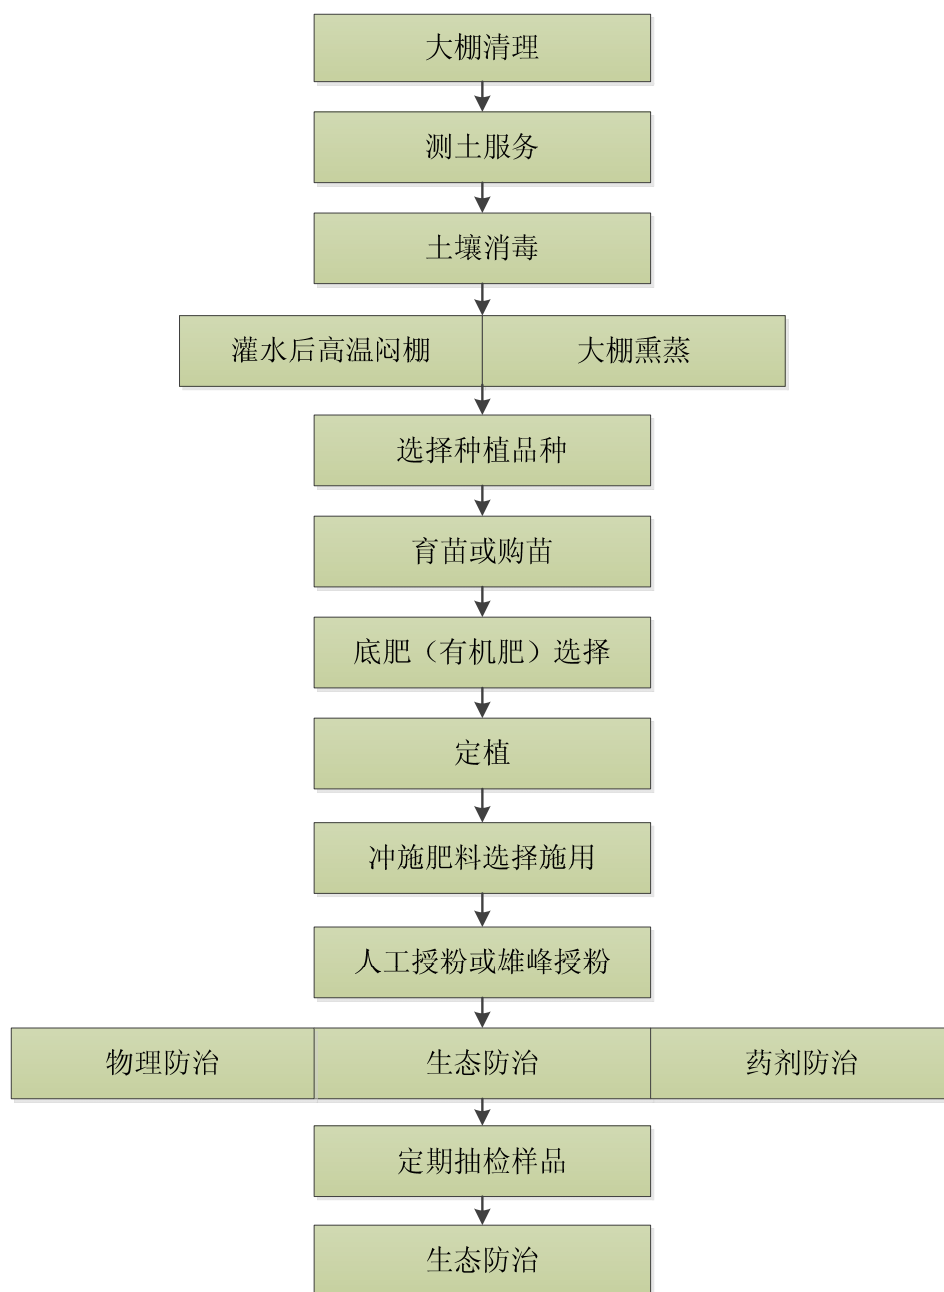 大棚清理
测土服务
土壤消毒
灌水后高温闷棚
大棚熏蒸
选择种植品种
育苗或购苗
底肥（有机肥）选择
定植
冲施肥料选择施用
人工授粉或雄峰授粉
物理防治
生态防治
药剂防治
定期抽检样品
生态防治